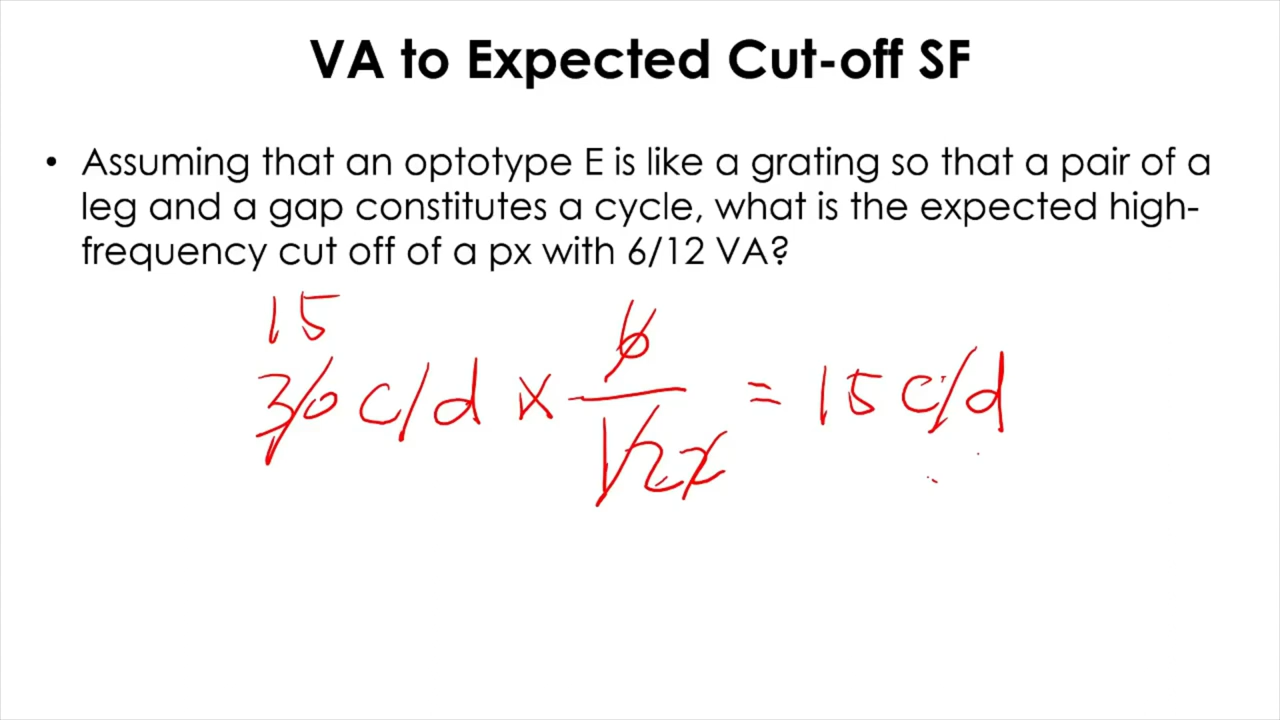 VA to Expected Cut-off SF
• Assuming that an optotype E is like a grating so that a pair of a
leg and a gap constitutes a cycle, what is the expected high-
frequency cut off of a px with 6/12 VA?
15
30 c/d × 6/12 = 15 c/d